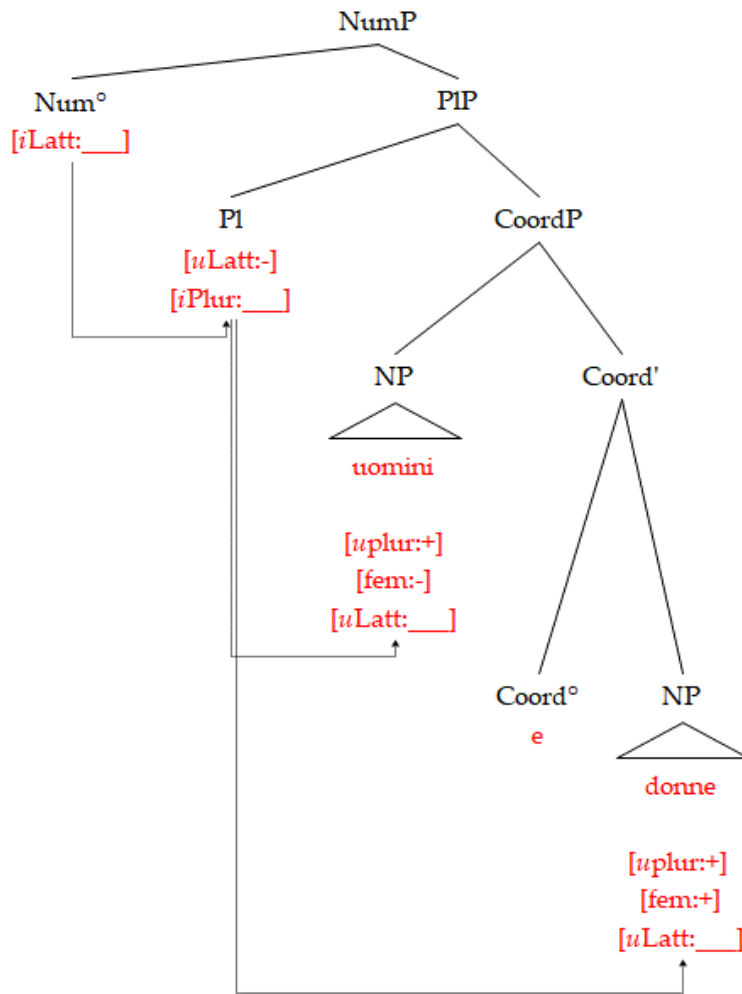 NumP
Num°
PlP
[iLatt:___]
Pl
CoordP
[uLatt:-]
[iPlur:___]
NP
Coord'
uomini
[uplur:+]
[fem:-]
[uLatt:___]
Coord°
NP
e
donne
[uplur:+]
[fem:+]
[uLatt:___]